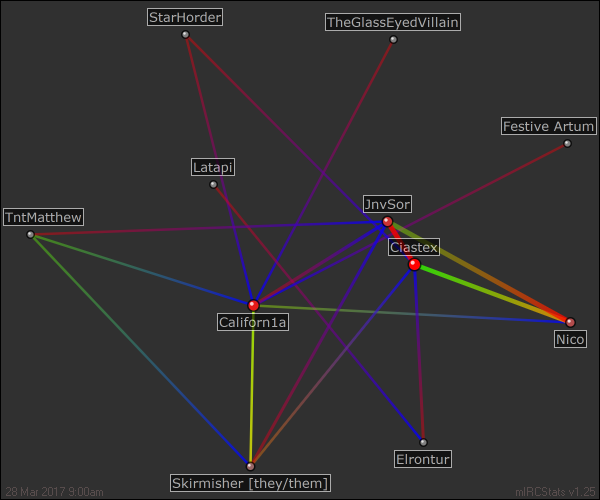 StarHorder
TheGlassEyedVillain
Festive Artum
Latapi
JnvSor
TntMatthew
Ciastex
Californ1a
Nico
Elrontur
Skirmisher [they/them]
28 Mar 2017 9:00am
mIRCStats v1.25